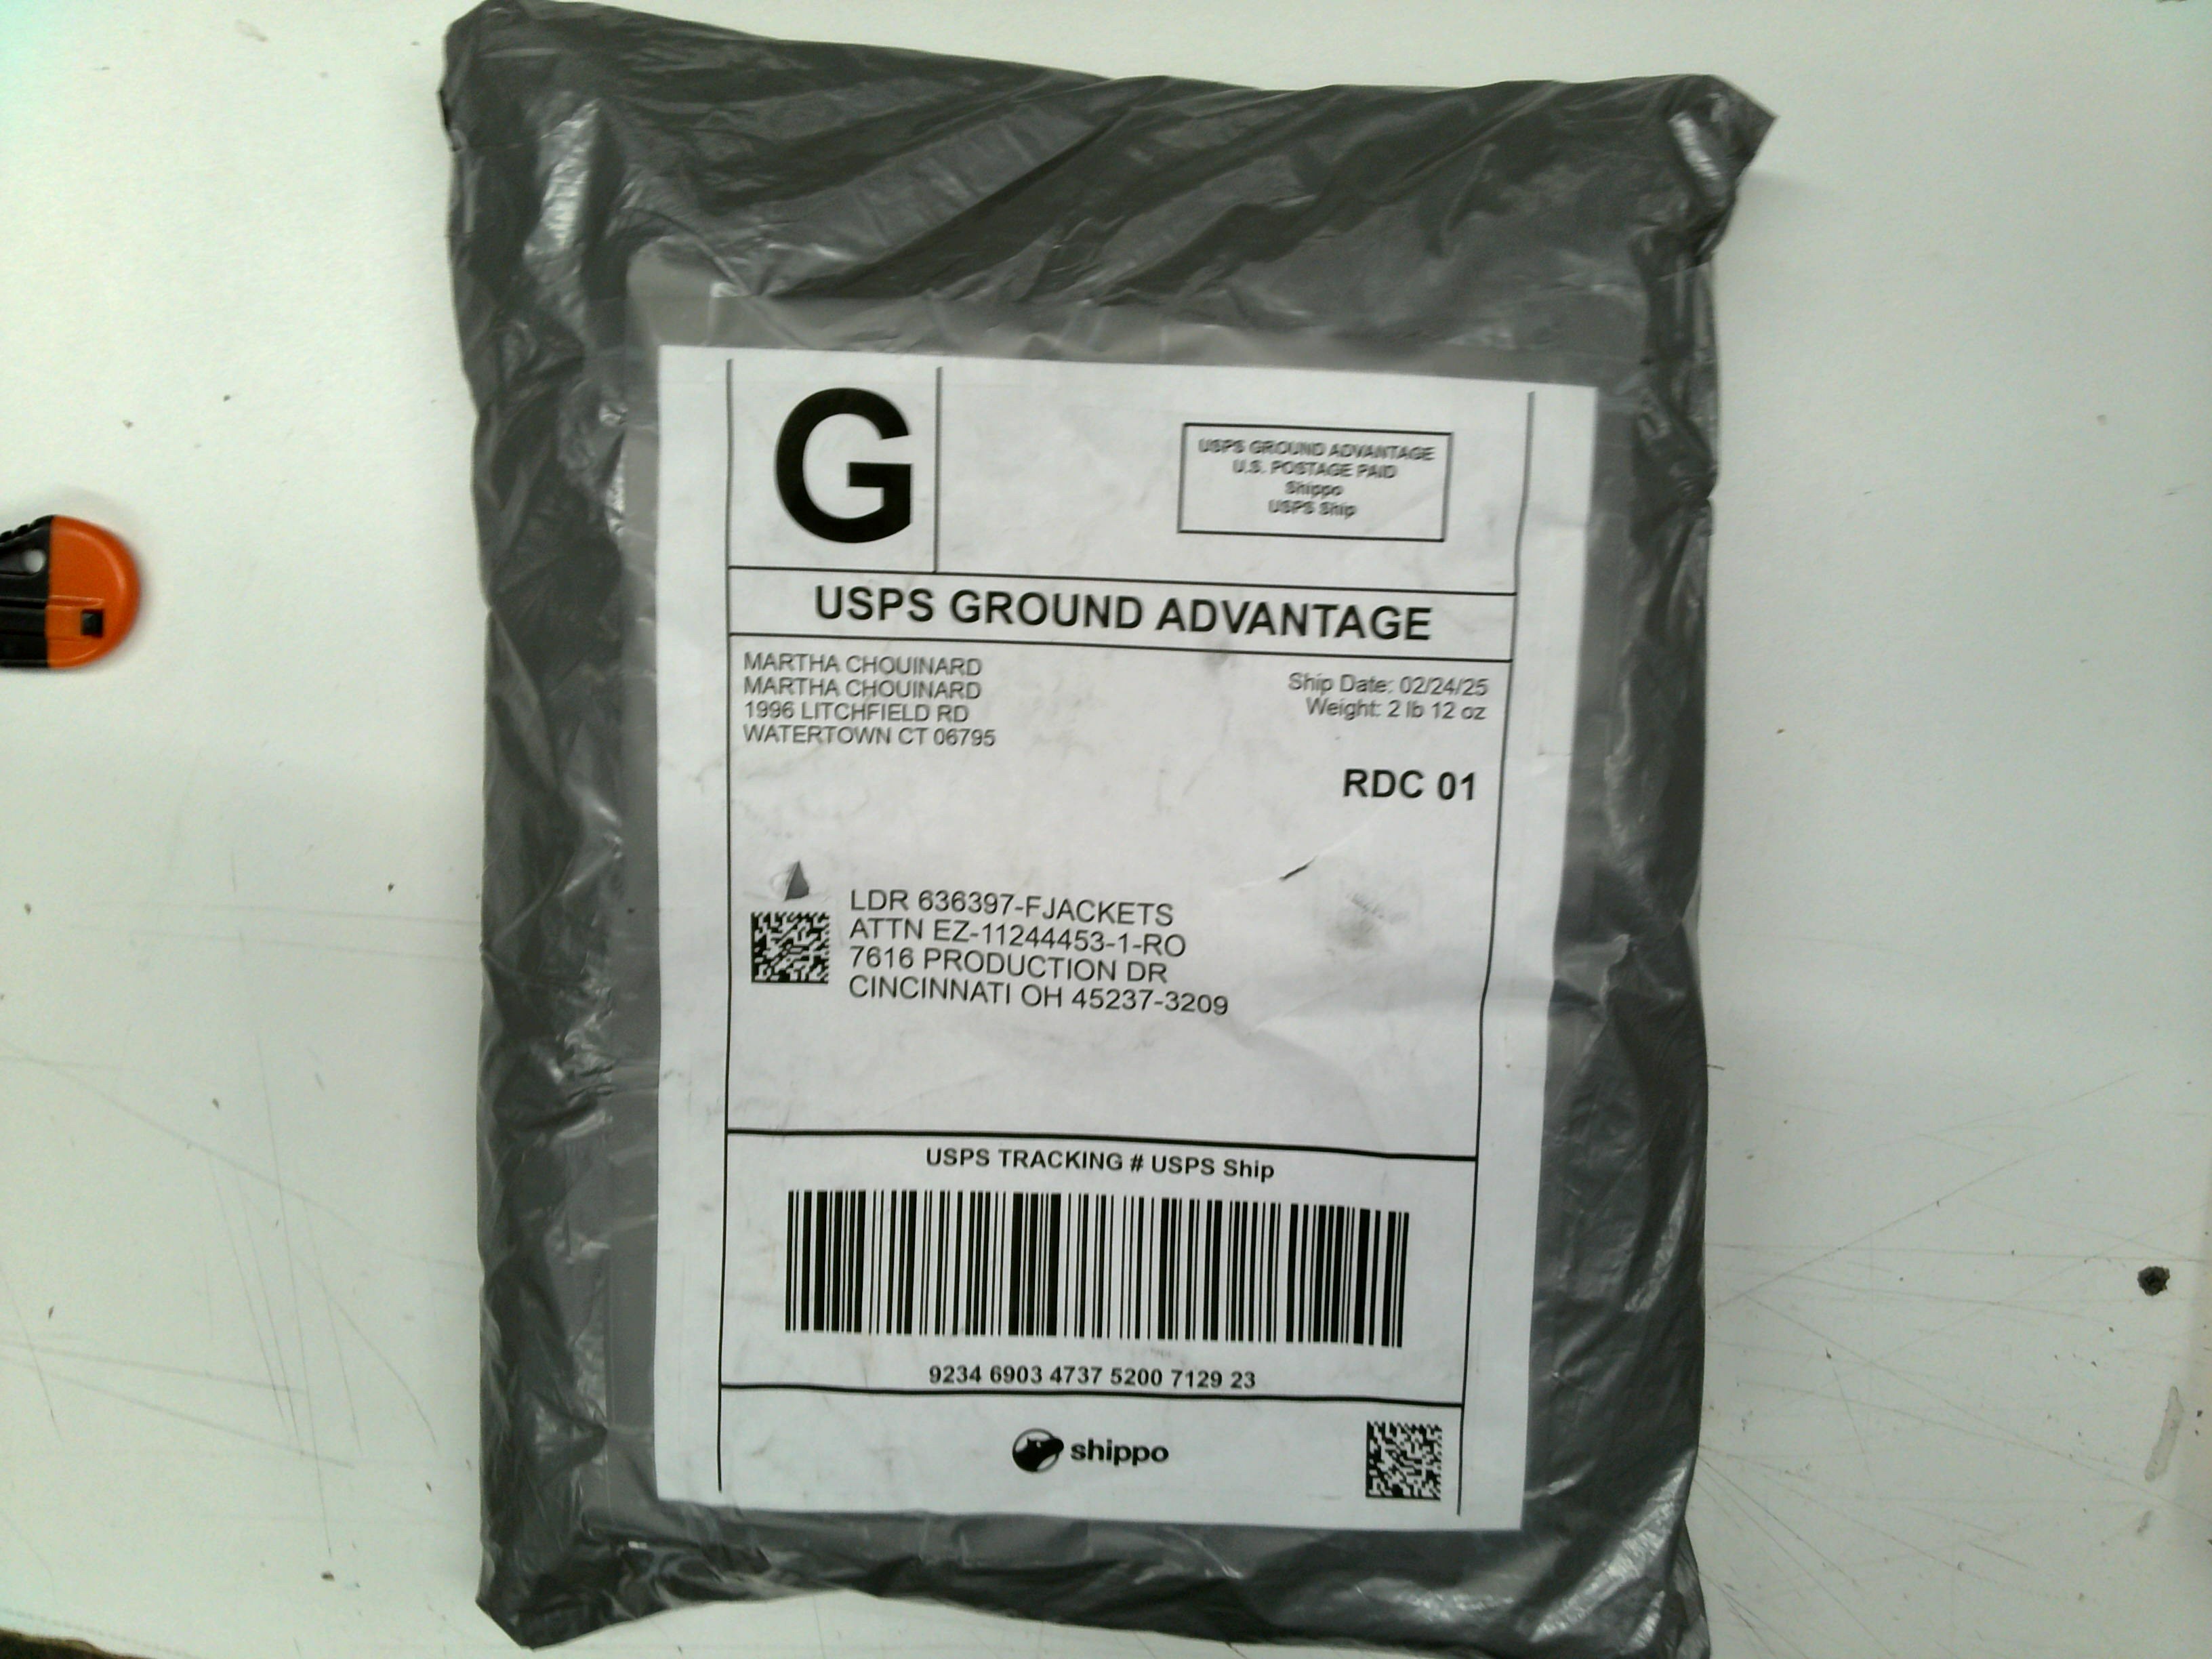 G
USPS GROUND ADVANTAGE
U.S. POSTAGE PAID
Shippo
USPS Ship
USPS GROUND ADVANTAGE
MARTHA CHOUINARD
MARTHA CHOUINARD
1996 LITCHFIELD RD
WATERTOWN CT 06795
Ship Date: 02/24/25
Weight: 2 lb 12 oz
RDC 01
LDR 636397-FJACKETS
ATTN EZ-11244453-1-RO
7616 PRODUCTION DR
CINCINNATI OH 45237-3209
USPS TRACKING # USPS Ship
9234 6903 4737 5200 7129 23
shippo